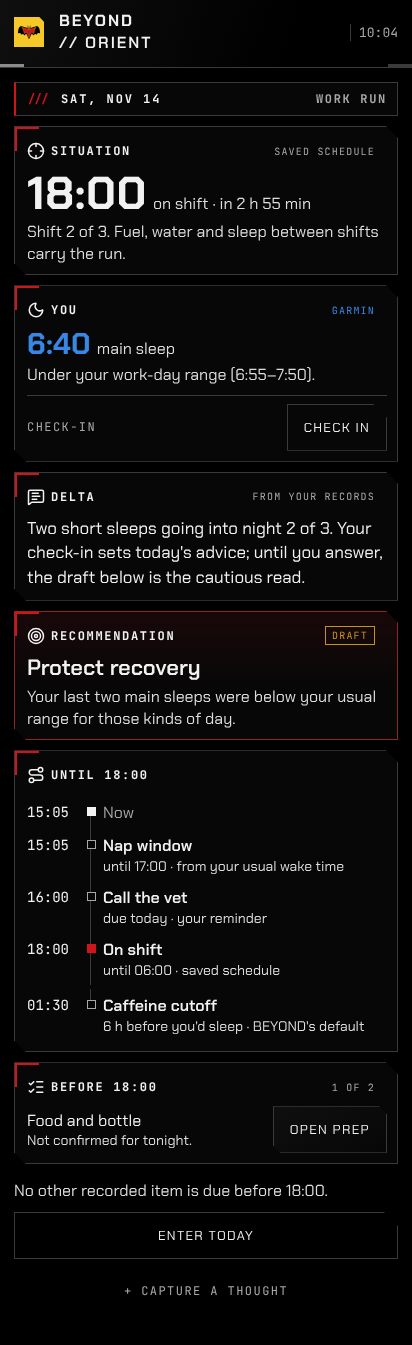 BEYOND
// ORIENT
10:04
/// SAT, NOV 14
WORK RUN
SITUATION
SAVED SCHEDULE
18:00 on shift · in 2 h 55 min
Shift 2 of 3. Fuel, water and sleep between shifts
carry the run.
YOU
GARMIN
6:40 main sleep
Under your work-day range (6:55–7:50).
CHECK-IN
CHECK IN
DELTA
FROM YOUR RECORDS
Two short sleeps going into night 2 of 3. Your
check-in sets today's advice; until you answer,
the draft below is the cautious read.
RECOMMENDATION
DRAFT
Protect recovery
Your last two main sleeps were below your usual
range for those kinds of day.
UNTIL 18:00
15:05 Now
15:05 Nap window
until 17:00 · from your usual wake time
16:00 Call the vet
due today · your reminder
18:00 On shift
until 06:00 · saved schedule
01:30 Caffeine cutoff
6 h before you'd sleep · BEYOND's default
BEFORE 18:00
1 OF 2
Food and bottle
Not confirmed for tonight.
OPEN PREP
No other recorded item is due before 18:00.
ENTER TODAY
+ CAPTURE A THOUGHT